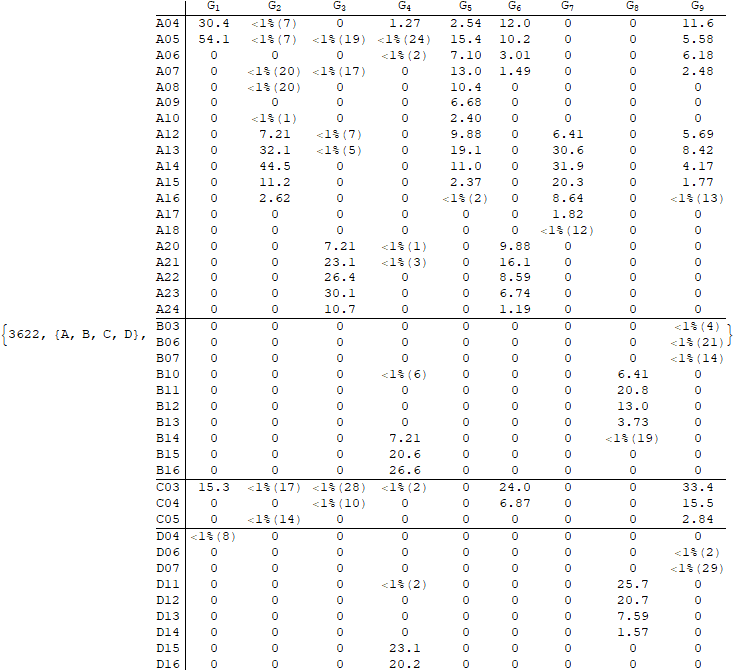 G1 G2 G3 G4 G5 G6 G7 G8 G9
A04 30.4 <1%(7) 0 1.27 2.54 12.0 0 0 11.6
A05 54.1 <1%(7) <1%(19) <1%(24) 15.4 10.2 0 0 5.58
A06 0 0 0 <1%(2) 7.10 3.01 0 0 6.18
A07 0 <1%(20) <1%(17) 0 13.0 1.49 0 0 2.48
A08 0 <1%(20) 0 0 10.4 0 0 0 0
A09 0 0 0 0 6.68 0 0 0 0
A10 0 <1%(1) 0 0 2.40 0 0 0 0
A12 0 7.21 <1%(7) 0 9.88 0 6.41 0 5.69
A13 0 32.1 <1%(5) 0 19.1 0 30.6 0 8.42
A14 0 44.5 0 0 11.0 0 31.9 0 4.17
A15 0 11.2 0 0 2.37 0 20.3 0 1.77
A16 0 2.62 0 0 <1%(2) 0 8.64 0 <1%(13)
A17 0 0 0 0 0 0 1.82 0 0
A18 0 0 0 0 0 0 <1%(12) 0 0
A20 0 0 7.21 <1%(1) 0 9.88 0 0 0
A21 0 0 23.1 <1%(3) 0 16.1 0 0 0
A22 0 0 26.4 0 0 8.59 0 0 0
A23 0 0 30.1 0 0 6.74 0 0 0
A24 0 0 10.7 0 0 1.19 0 0 0
{3622, {A, B, C, D}, B03 0 0 0 0 0 0 0 0 <1%(4) }
B06 0 0 0 0 0 0 0 0 <1%(21)
B07 0 0 0 0 0 0 0 0 <1%(14)
B10 0 0 0 <1%(6) 0 0 0 6.41 0
B11 0 0 0 0 0 0 0 20.8 0
B12 0 0 0 0 0 0 0 13.0 0
B13 0 0 0 0 0 0 0 3.73 0
B14 0 0 0 7.21 0 0 0 <1%(19) 0
B15 0 0 0 20.6 0 0 0 0 0
B16 0 0 0 26.6 0 0 0 0 0
C03 15.3 <1%(17) <1%(28) <1%(2) 0 24.0 0 0 33.4
C04 0 0 <1%(10) 0 0 6.87 0 0 15.5
C05 0 <1%(14) 0 0 0 0 0 0 2.84
D04 <1%(8) 0 0 0 0 0 0 0 0
D06 0 0 0 0 0 0 0 0 <1%(2)
D07 0 0 0 0 0 0 0 0 <1%(29)
D11 0 0 0 <1%(2) 0 0 0 25.7 0
D12 0 0 0 0 0 0 0 20.7 0
D13 0 0 0 0 0 0 0 7.59 0
D14 0 0 0 0 0 0 0 1.57 0
D15 0 0 0 23.1 0 0 0 0 0
D16 0 0 0 20.2 0 0 0 0 0